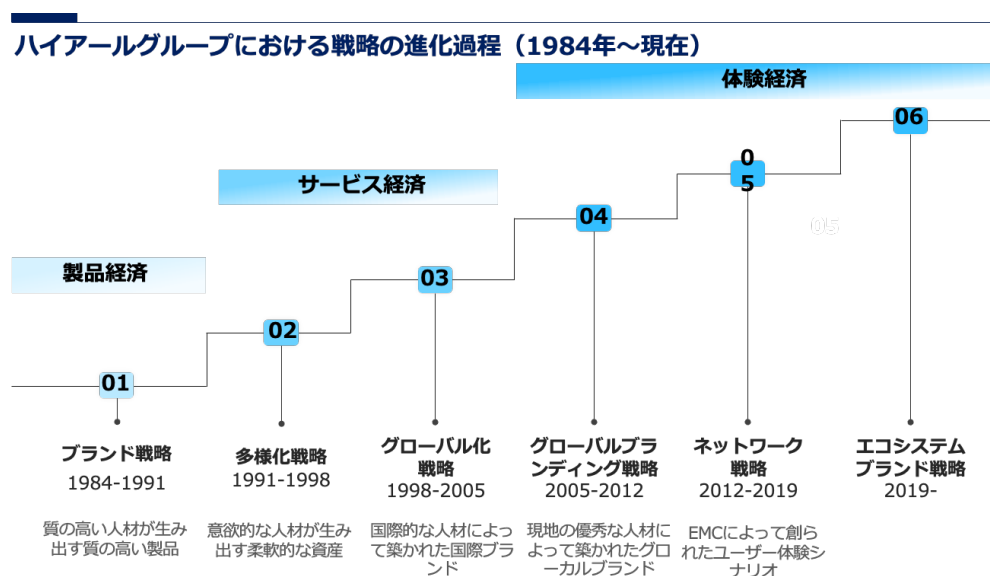 ハイアールグループにおける戦略の進化過程（1984年～現在）
体験経済
サービス経済
製品経済
01
02
03
04
0
5
05
06
ブランド戦略
1984-1991
質の高い人材が生み
出す質の高い製品
多様化戦略
1991-1998
意欲的な人材が生み
出す柔軟的な資産
グローバル化
戦略
1998-2005
国際的な人材によっ
て築かれた国際ブラ
ンド
グローバルブラ
ンディング戦略
2005-2012
現地の優秀な人材に
よって築かれたグロ
ーカルブランド
ネットワーク
戦略
2012-2019
EMCによって創ら
れたユーザー体験シ
ナリオ
エコシステム
ブランド戦略
2019-